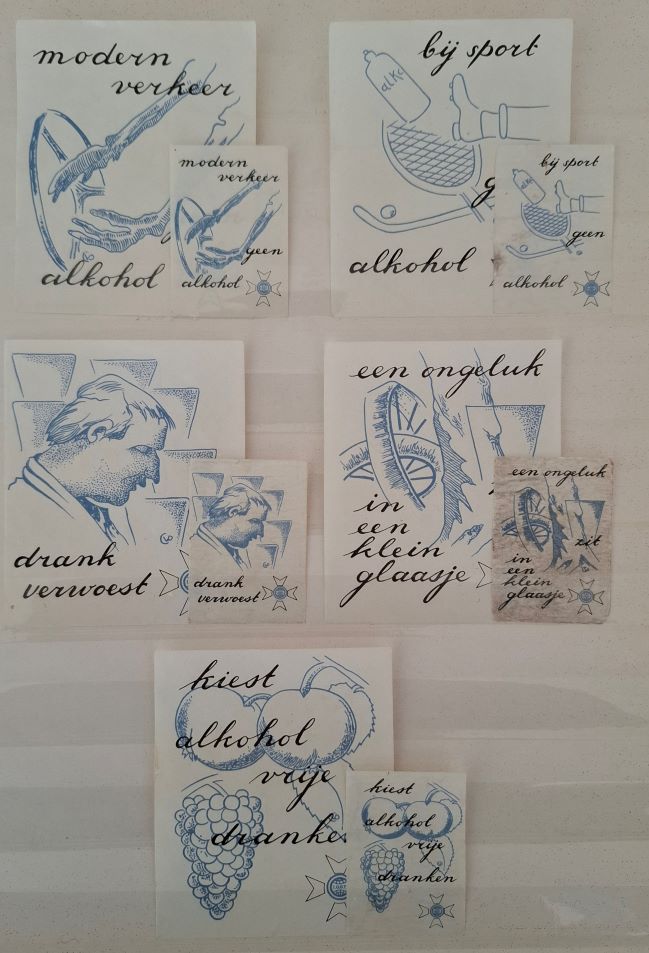 modern
verkeer
alkohol
modern
verkeer
geen
alkohol
bij sport
alKo
g
alkohol
bij sport
geen
alkohol
drank
verwoest
drank
verwoest
een ongeluk
in
een
klein
glaasje
een ongeluk
zit
in
een
klein
glaasje
kiest
alkohol
vrije
dranke
kiest
alkohol
vrije
dranken